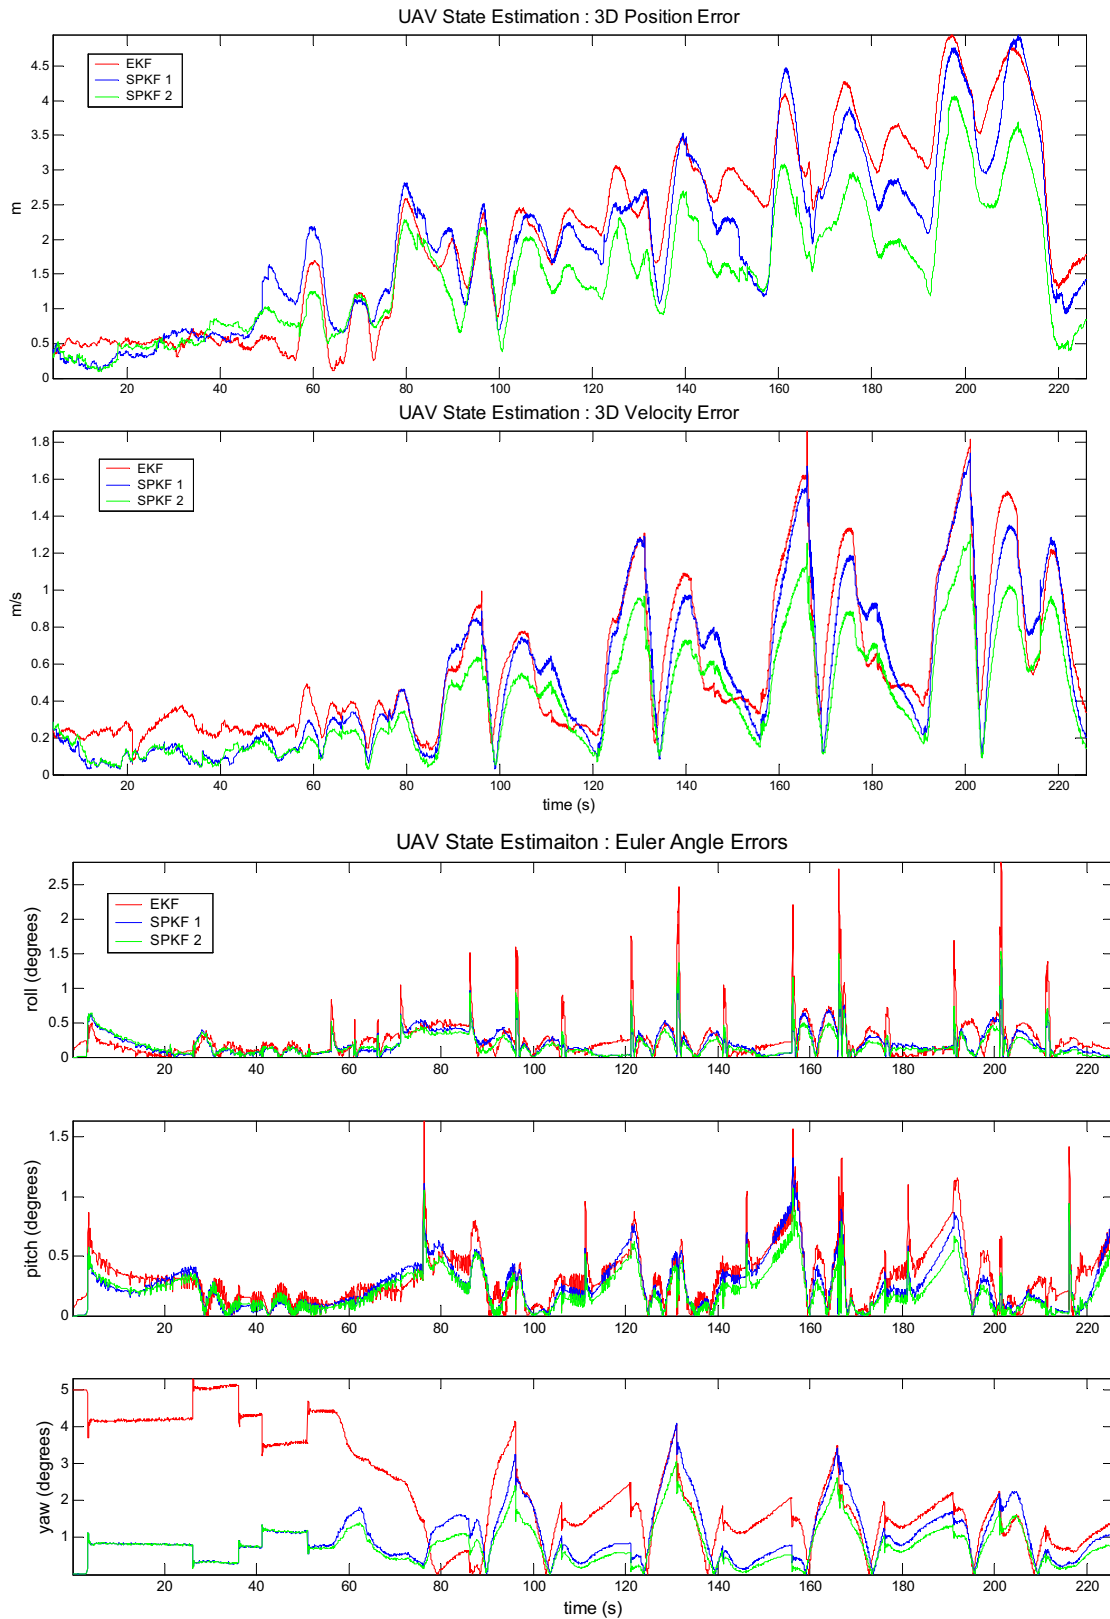 UAV State Estimation : 3D Position Error
EKF
SPKF 1
SPKF 2
m
4.5
4
3.5
3
2.5
2
1.5
1
0.5
0
20 40 60 80 100 120 140 160 180 200 220
UAV State Estimation : 3D Velocity Error
EKF
SPKF 1
SPKF 2
m/s
1.8
1.6
1.4
1.2
1
0.8
0.6
0.4
0.2
0
20 40 60 80 100 120 140 160 180 200 220
time (s)
UAV State Estimaiton : Euler Angle Errors
EKF
SPKF 1
SPKF 2
roll (degrees)
2.5
2
1.5
1
0.5
0
20 40 60 80 100 120 140 160 180 200 220
pitch (degrees)
1.5
1
0.5
0
20 40 60 80 100 120 140 160 180 200 220
yaw (degrees)
5
4
3
2
1
20 40 60 80 100 120 140 160 180 200 220
time (s)